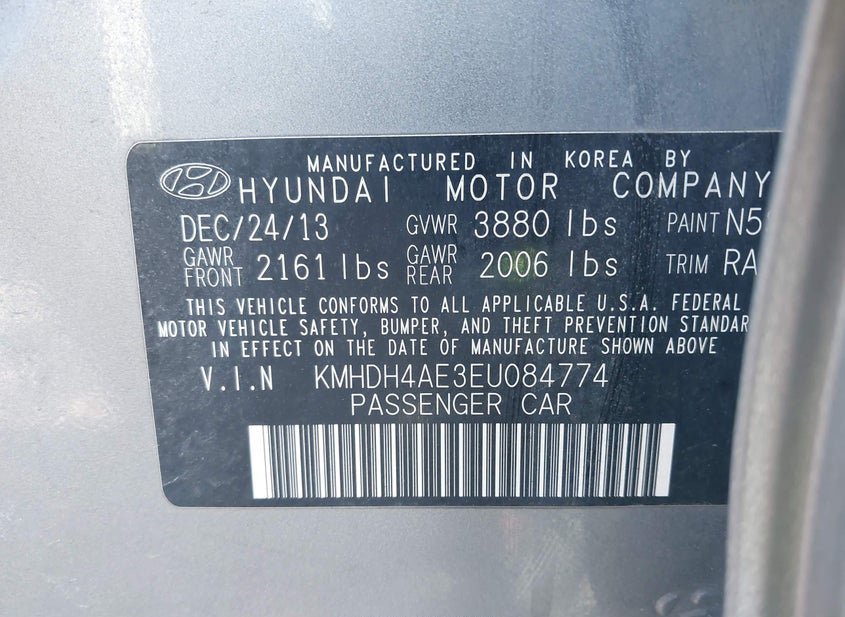 MANUFACTURED IN KOREA BY
HYUNDAI MOTOR COMPANY
DEC/24/13 GVWR 3880 lbs PAINT
GAWR FRONT 2161 lbs GAWR REAR 2006 lbs TRIM RA
THIS VEHICLE CONFORMS TO ALL APPLICABLE U.S.A. FEDERAL
MOTOR VEHICLE SAFETY, BUMPER, AND THEFT PREVENTION STANDAR
IN EFFECT ON THE DATE OF MANUFACTURE SHOWN ABOVE
V.I.N KMHDH4AE3EU084774
PASSENGER CAR